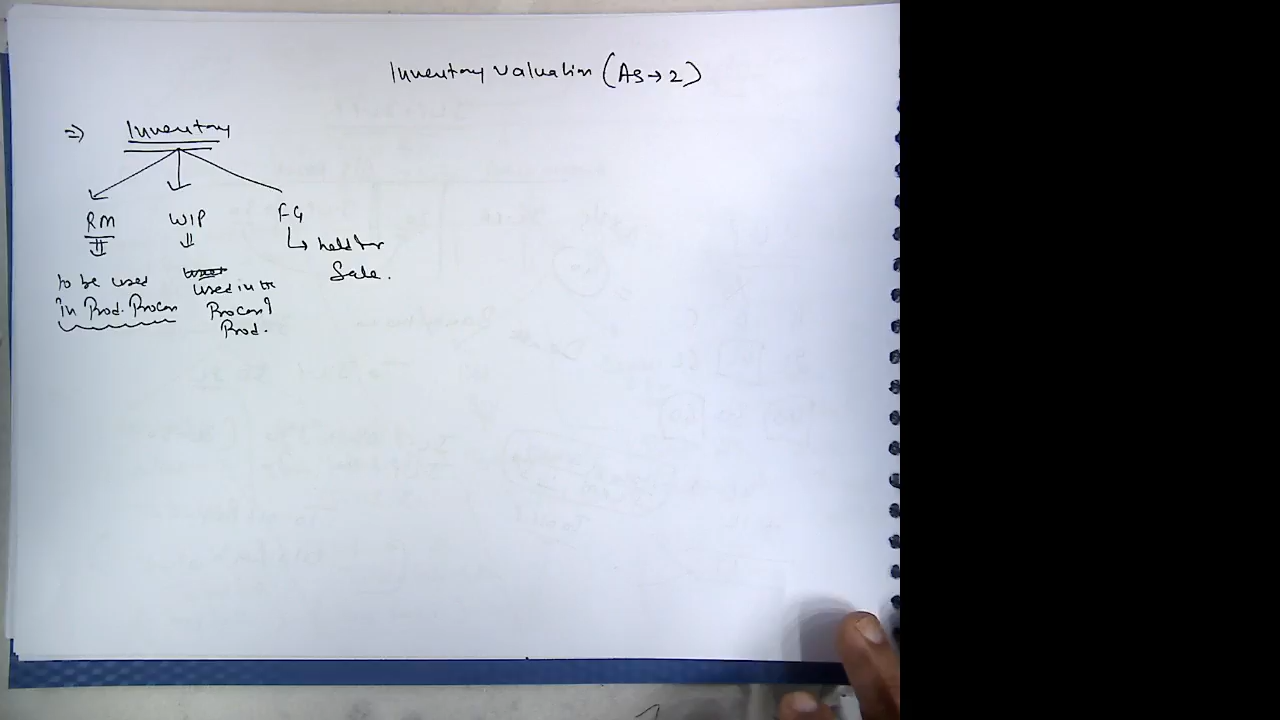 Inventory Valuation (AS→2)
⇒ Inventory
RM WIP FG
↳ held for
Sale.
to be used
in Prod. Process
used in the
Process of
Prod.